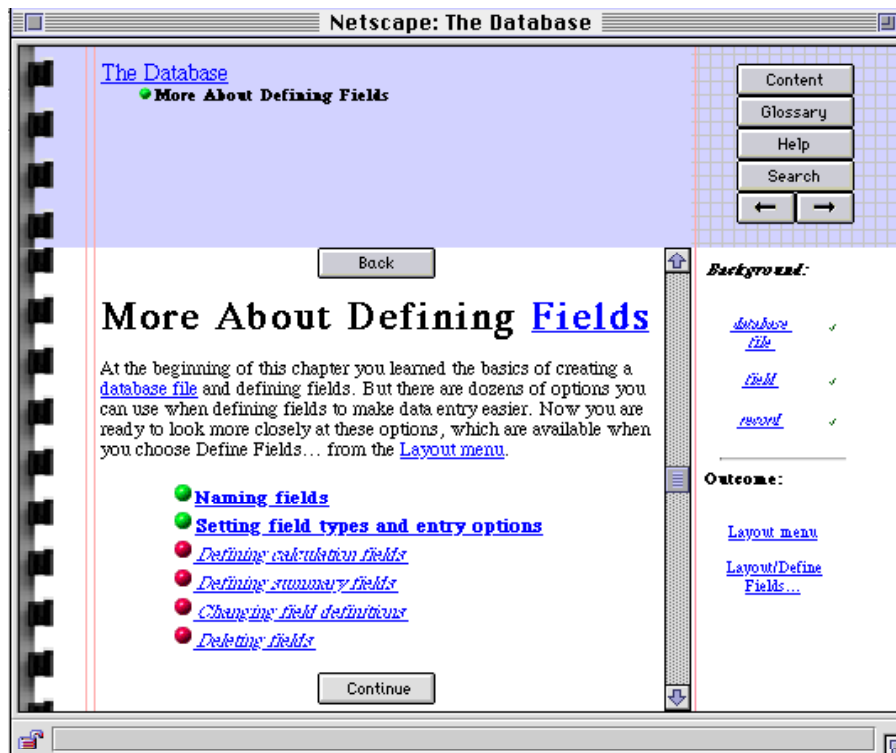 Netscape: The Database
The Database
More About Defining Fields
Content
Glossary
Help
Search
← →
Back
More About Defining Fields
At the beginning of this chapter you learned the basics of creating a
database file and defining fields. But there are dozens of options you
can use when defining fields to make data entry easier. Now you are
ready to look more closely at these options, which are available when
you choose Define Fields... from the Layout menu.
Naming fields
Setting field types and entry options
Defining calculation fields
Defining summary fields
Changing field definitions
Deleting fields
Continue
Background:
database
file
field
record
Outcome:
Layout menu
Layout/Define
Fields...